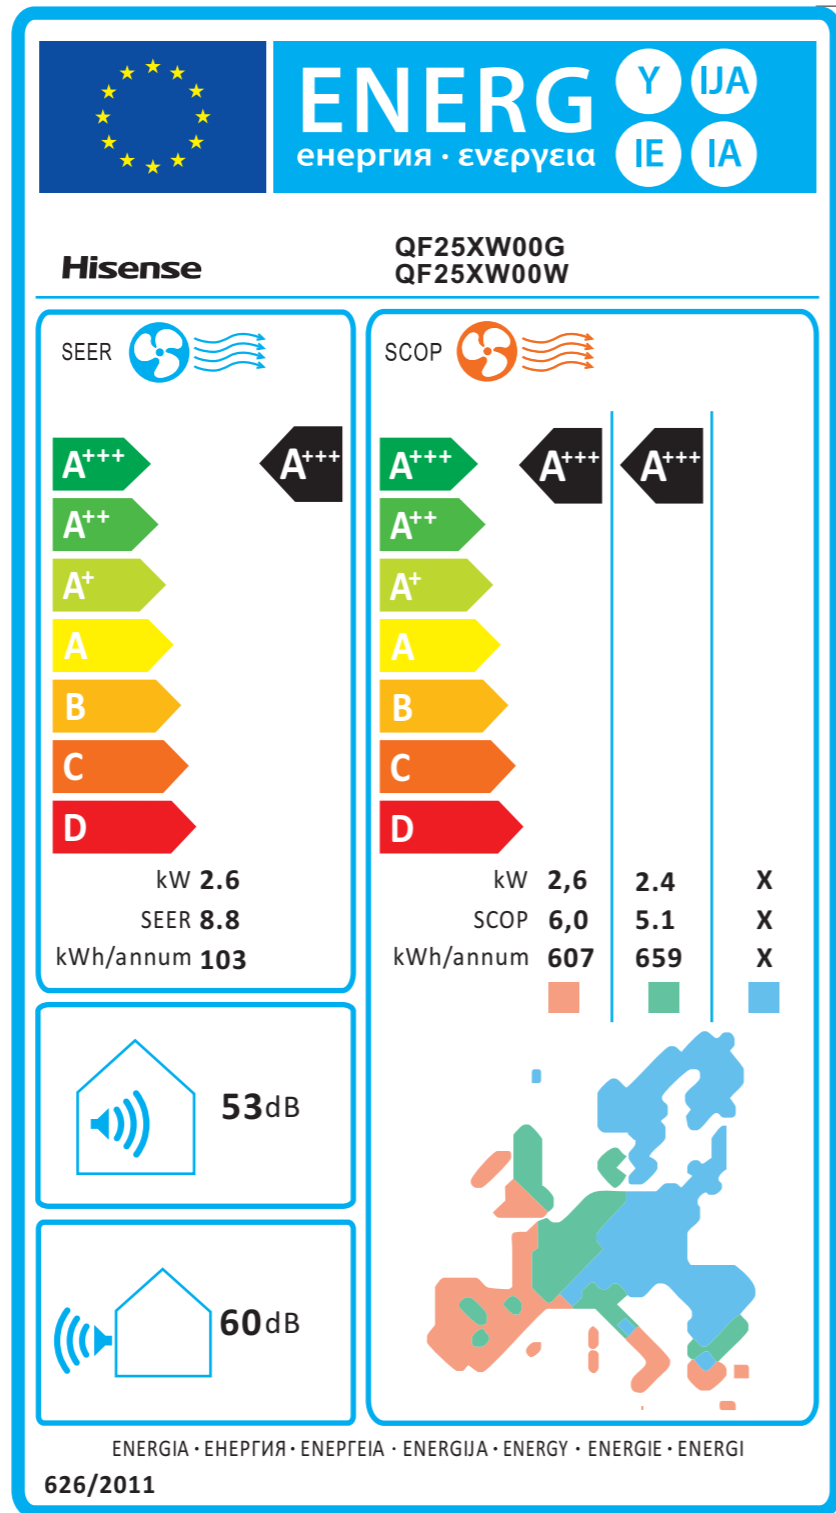 ENERG
енергия · ενεργεια
Y IJA
IE IA
Hisense
QF25XW00G
QF25XW00W
SEER
A+++ A+++
A++
A+
A
B
C
D
kW 2.6
SEER 8.8
kWh/annum 103
SCOP
A+++ A+++ A+++
A++
A+
A
B
C
D
kW 2,6 2.4 X
SCOP 6,0 5.1 X
kWh/annum 607 659 X
53dB
60dB
ENERGIA · ЕНЕРГИЯ · ΕΝΕΡΓΕΙΑ · ENERGIJA · ENERGY · ENERGIE · ENERGI
626/2011